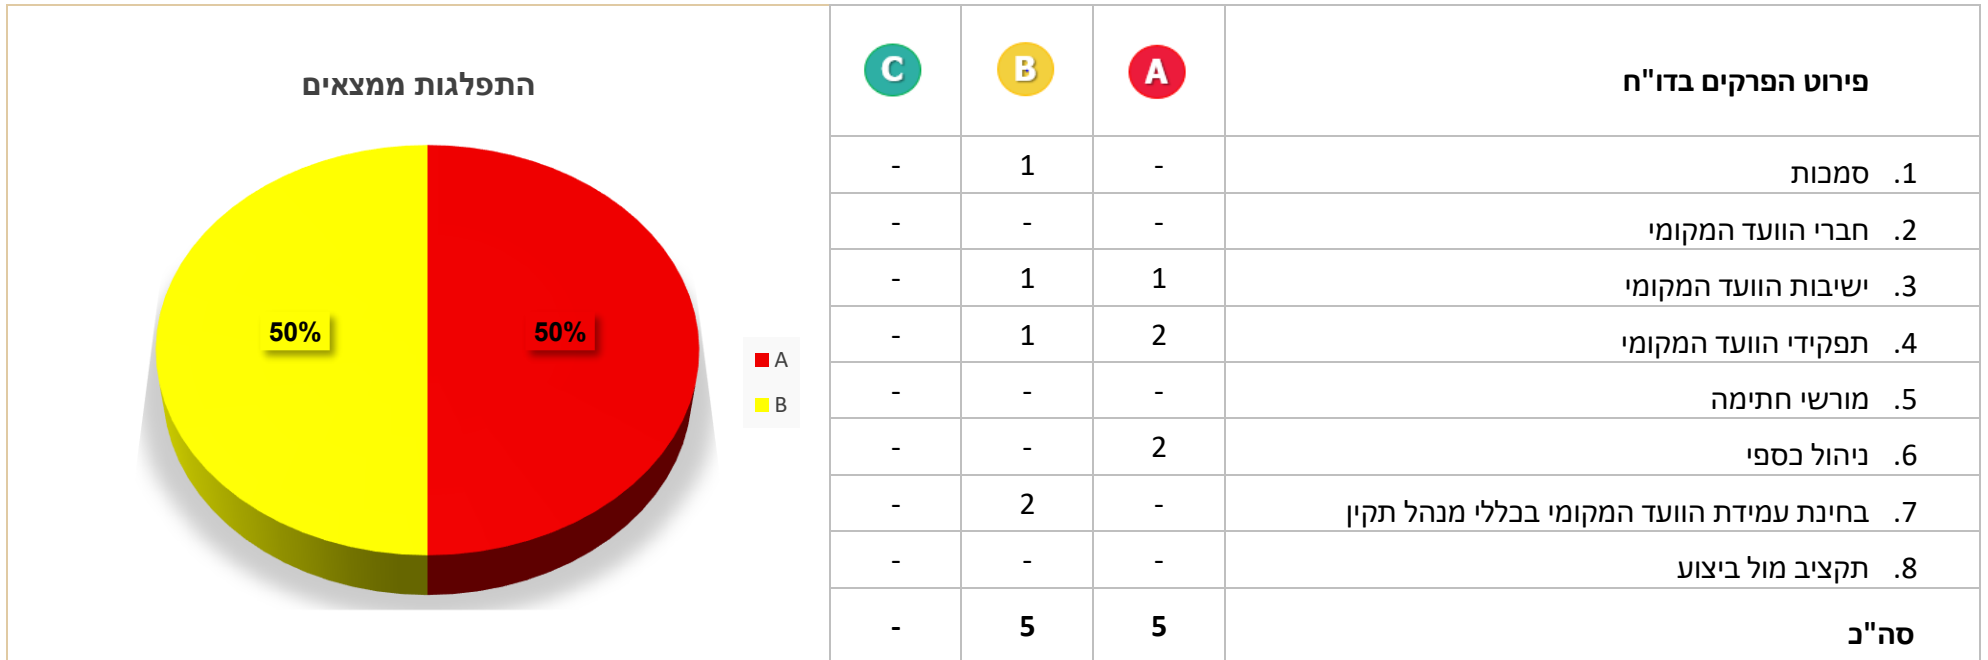 פירוט הפרקים בדו"ח A B C
1. סמכות - 1 -
2. חברי הוועד המקומי - - -
3. ישיבות הוועד המקומי 1 1 -
4. תפקידי הוועד המקומי 2 1 -
5. מורשי חתימה - - -
6. ניהול כספי 2 - -
7. בחינת עמידת הוועד המקומי בכללי מנהל תקין - 2 -
8. תקציב מול ביצוע - - -
סה"כ 5 5 -
התפלגות ממצאים
50% 50%
A
B